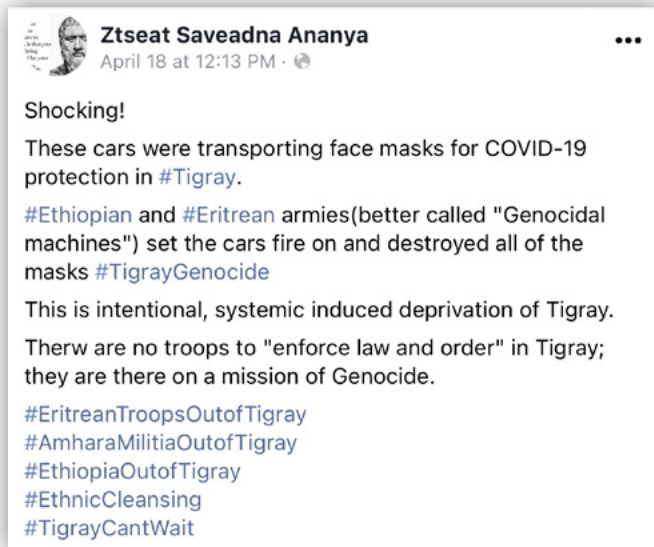 Ztseat Saveadna Ananya
April 18 at 12:13 PM ·
Shocking!
These cars were transporting face masks for COVID-19
protection in #Tigray.
#Ethiopian and #Eritrean armies(better called "Genocidal
machines") set the cars fire on and destroyed all of the
masks #TigrayGenocide
This is intentional, systemic induced deprivation of Tigray.
Therw are no troops to "enforce law and order" in Tigray;
they are there on a mission of Genocide.
#EritreanTroopsOutofTigray
#AmharaMilitiaOutofTigray
#EthiopiaOutofTigray
#EthnicCleansing
#TigrayCantWait